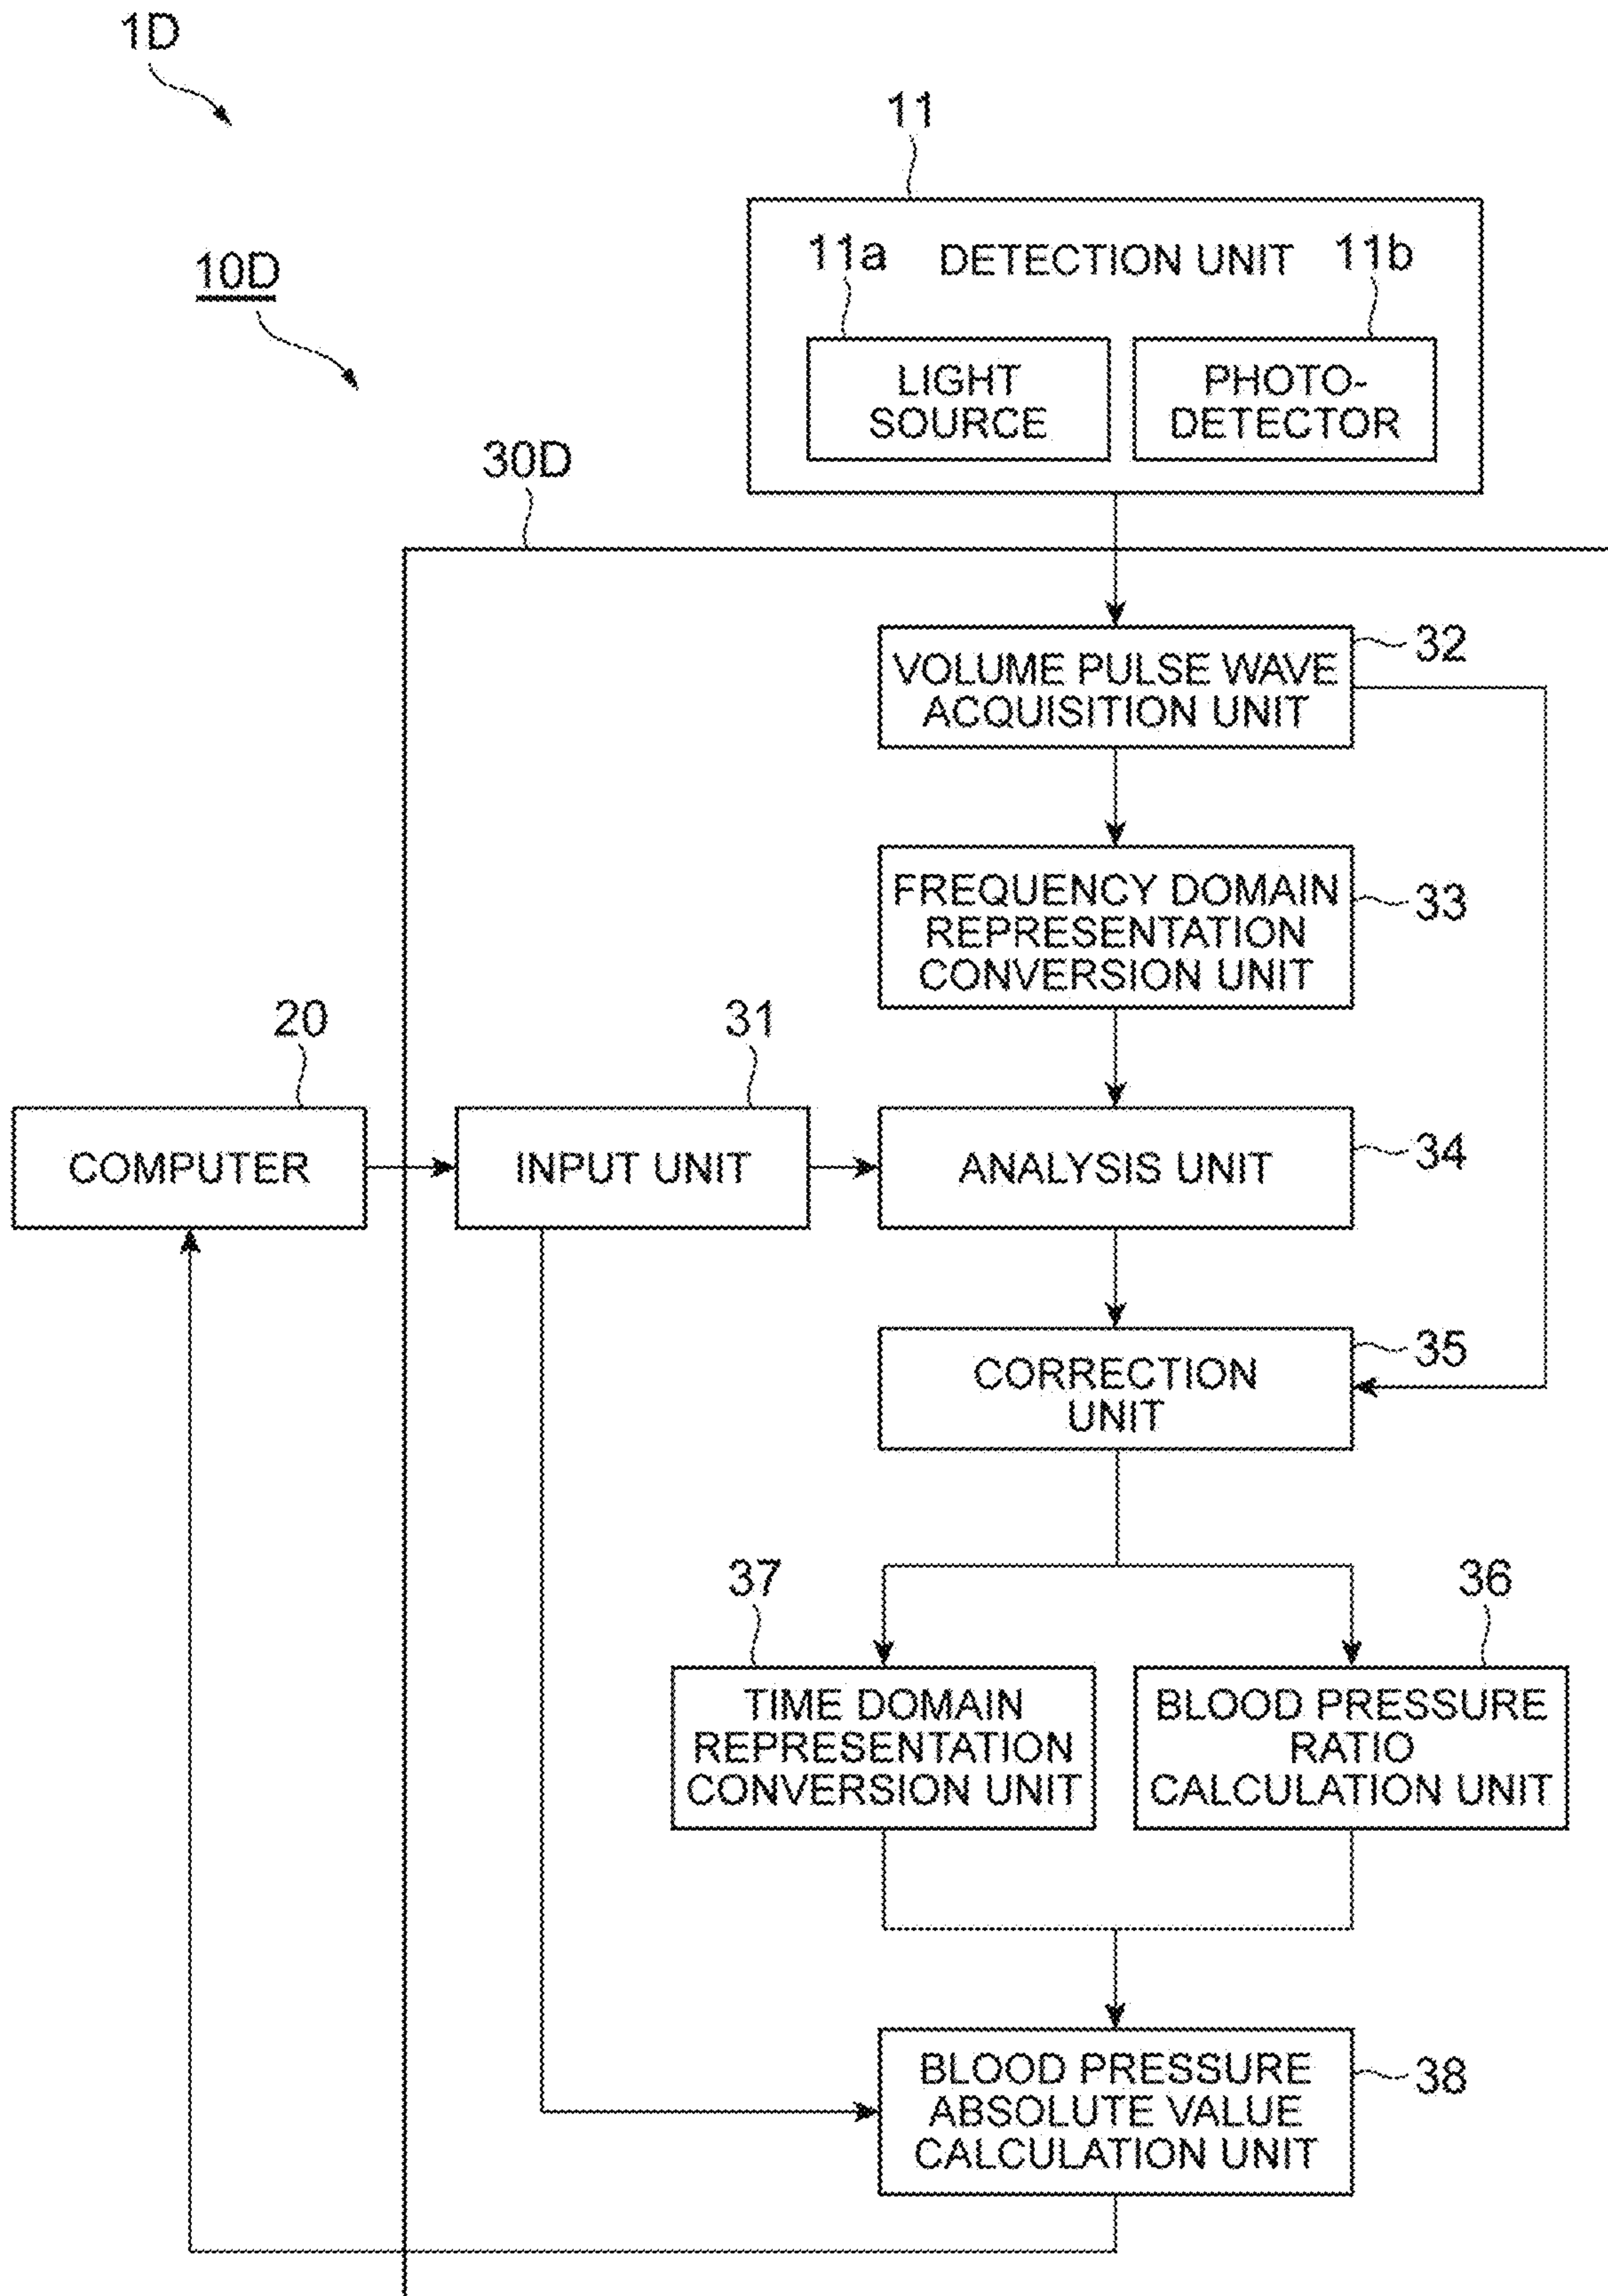 1D
11
10D
11a
DETECTION UNIT
11b
LIGHT
SOURCE
PHOTO-
DETECTOR
30D
32
VOLUME PULSE WAVE
ACQUISITION UNIT
FREQUENCY DOMAIN
REPRESENTATION
CONVERSION UNIT
33
20
31
COMPUTER
INPUT UNIT
ANALYSIS UNIT
34
CORRECTION
UNIT
35
37
36
TIME DOMAIN
REPRESENTATION
CONVERSION UNIT
BLOOD PRESSURE
RATIO
CALCULATION UNIT
BLOOD PRESSURE
ABSOLUTE VALUE
CALCULATION UNIT
38